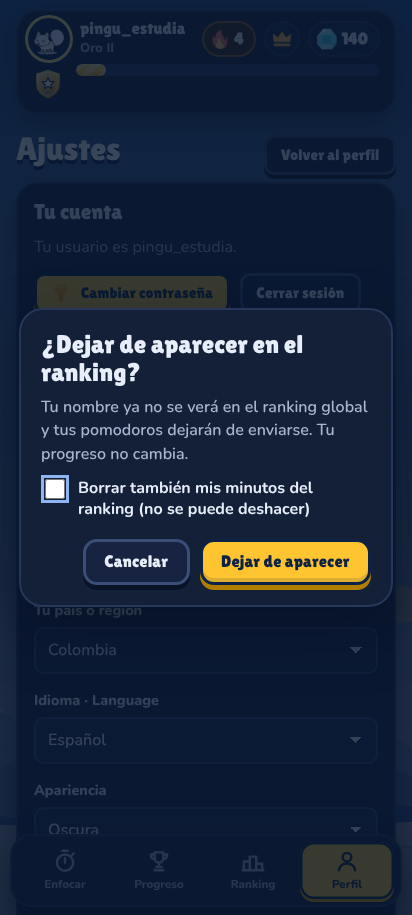 pingu_estudia
Oro II
4
140
Ajustes
Volver al perfil
Tu cuenta
Tu usuario es pingu_estudia.
Cambiar contraseña
Cerrar sesión
¿Dejar de aparecer en el
ranking?
Tu nombre ya no se verá en el ranking global
y tus pomodoros dejarán de enviarse. Tu
progreso no cambia.
Borrar también mis minutos del
ranking (no se puede deshacer)
Cancelar
Dejar de aparecer
Tu país o región
Colombia
Idioma · Language
Español
Apariencia
Oscura
Enfocar
Progreso
Ranking
Perfil